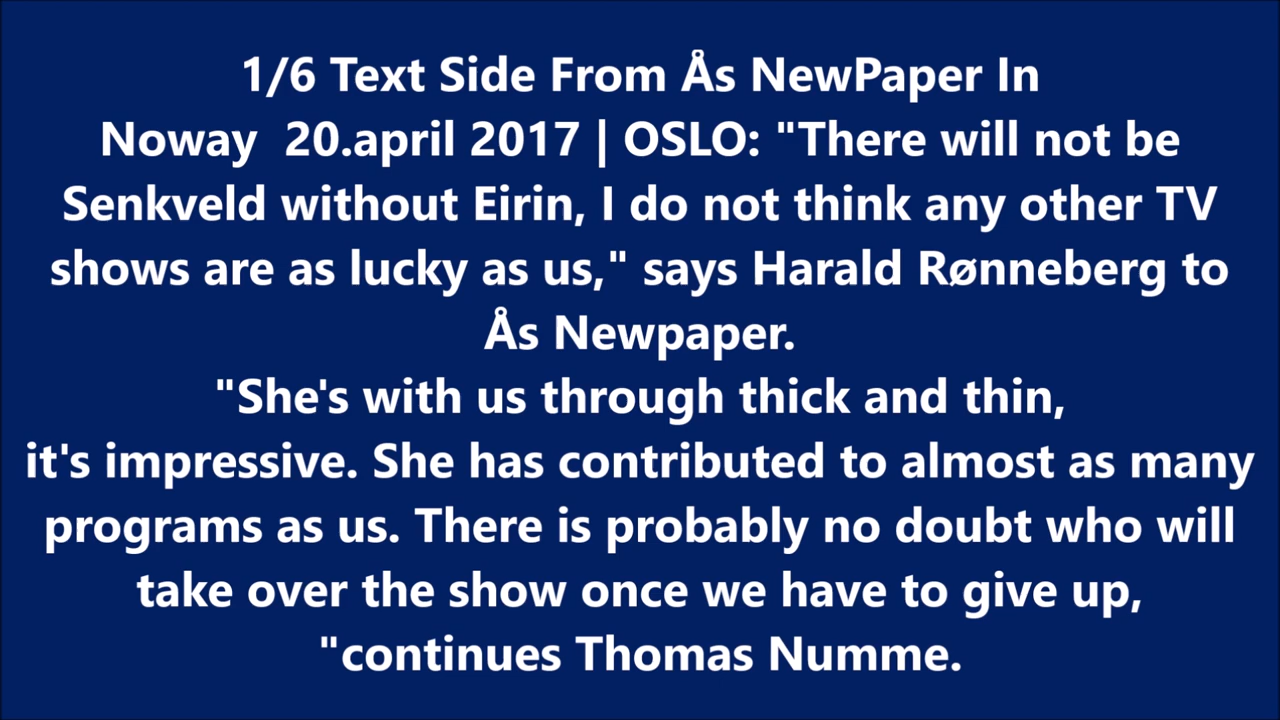 1/6 Text Side From Ås NewPaper In
Noway  20.april 2017 | OSLO: "There will not be
Senkveld without Eirin, I do not think any other TV
shows are as lucky as us," says Harald Rønneberg to
Ås Newpaper.
"She's with us through thick and thin,
it's impressive. She has contributed to almost as many
programs as us. There is probably no doubt who will
take over the show once we have to give up,
"continues Thomas Numme.